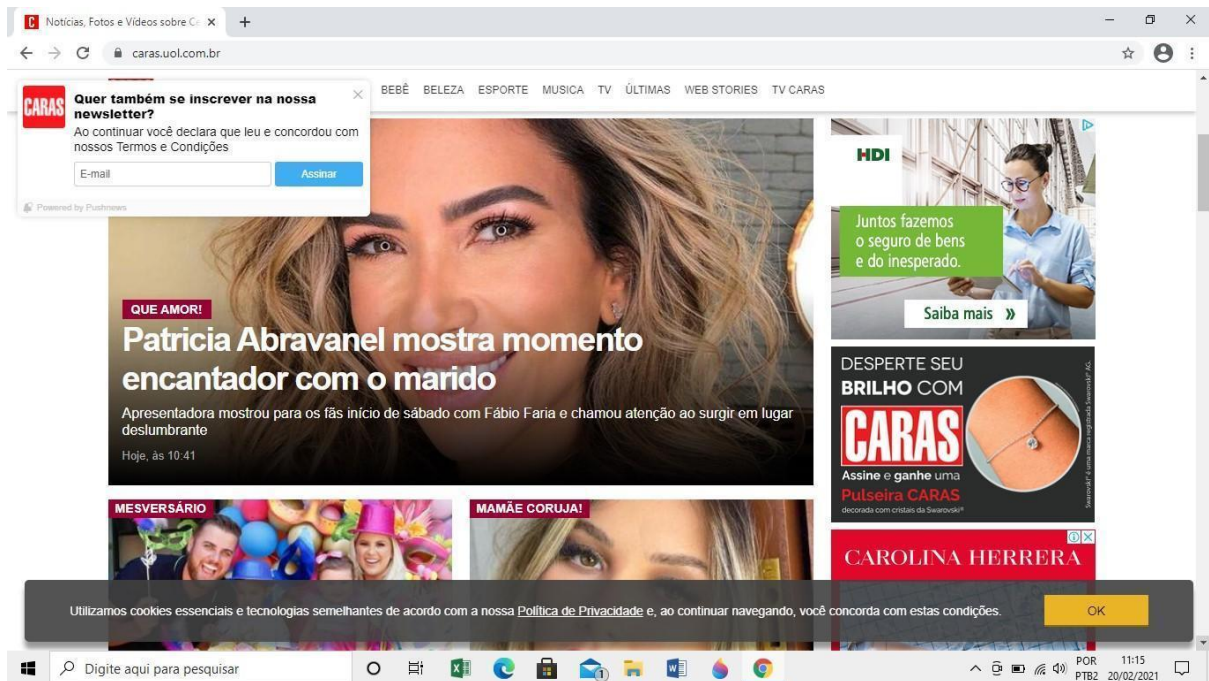 Notícias, Fotos e Vídeos sobre Ce
caras.uol.com.br
BEBÊ BELEZA ESPORTE MUSICA TV ÚLTIMAS WEB STORIES TV CARAS
CARAS
Quer também se inscrever na nossa
newsletter?
Ao continuar você declara que leu e concordou com
nossos Termos e Condições
E-mail
Assinar
Powered by Pushnews
QUE AMOR!
Patricia Abravanel mostra momento
encantador com o marido
Apresentadora mostrou para os fãs início de sábado com Fábio Faria e chamou atenção ao surgir em lugar
deslumbrante
Hoje, às 10:41
HDI
Juntos fazemos
o seguro de bens
e do inesperado.
Saiba mais »
DESPERTE SEU
BRILHO COM
CARAS
Assine e ganhe uma
Pulseira CARAS
decorada com cristais da Swarovski®
Swarovski® é uma marca registrada Swarovski® AG.
MESVERSÁRIO
MAMÃE CORUJA!
CAROLINA HERRERA
Utilizamos cookies essenciais e tecnologias semelhantes de acordo com a nossa Política de Privacidade e, ao continuar navegando, você concorda com estas condições.
OK
Digite aqui para pesquisar
POR
PTB2
11:15
20/02/2021